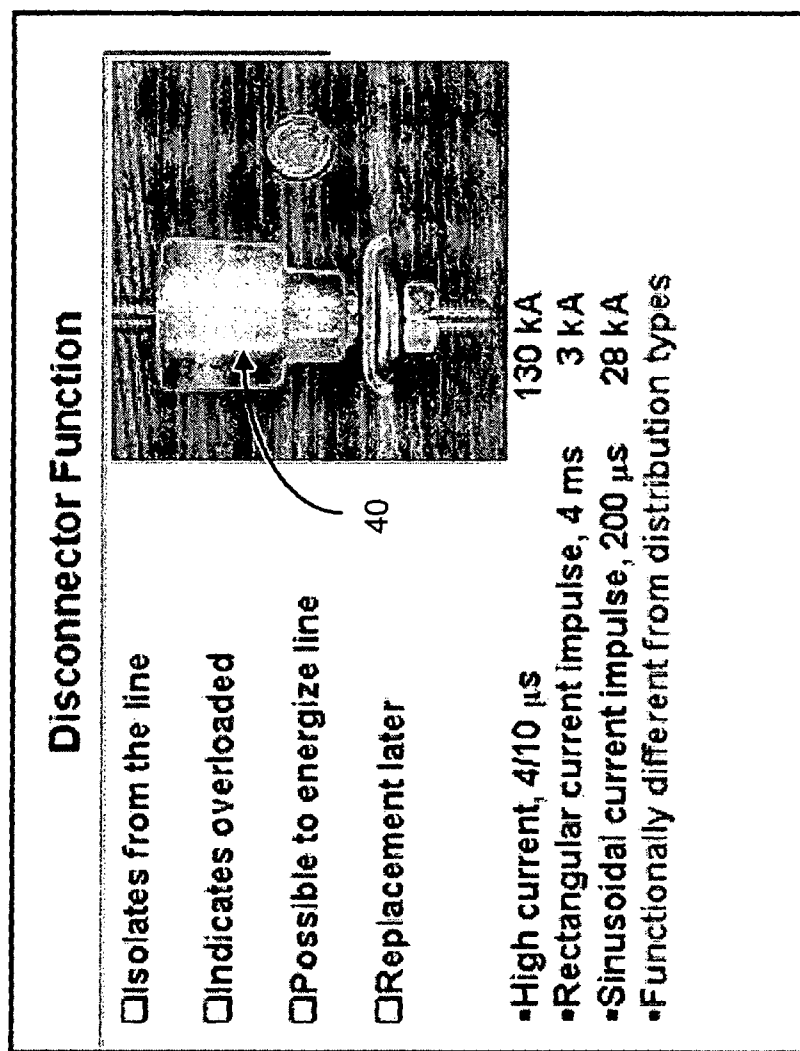 Disconnector Function
❑Isolates from the line
❑Indicates overloaded
❑Possible to energize line
❑Replacement later
40
▪High current, 4/10 µs 130 kA
▪Rectangular current impulse, 4 ms 3 kA
▪Sinusoidal current impulse, 200 µs 28 kA
▪Functionally different from distribution types